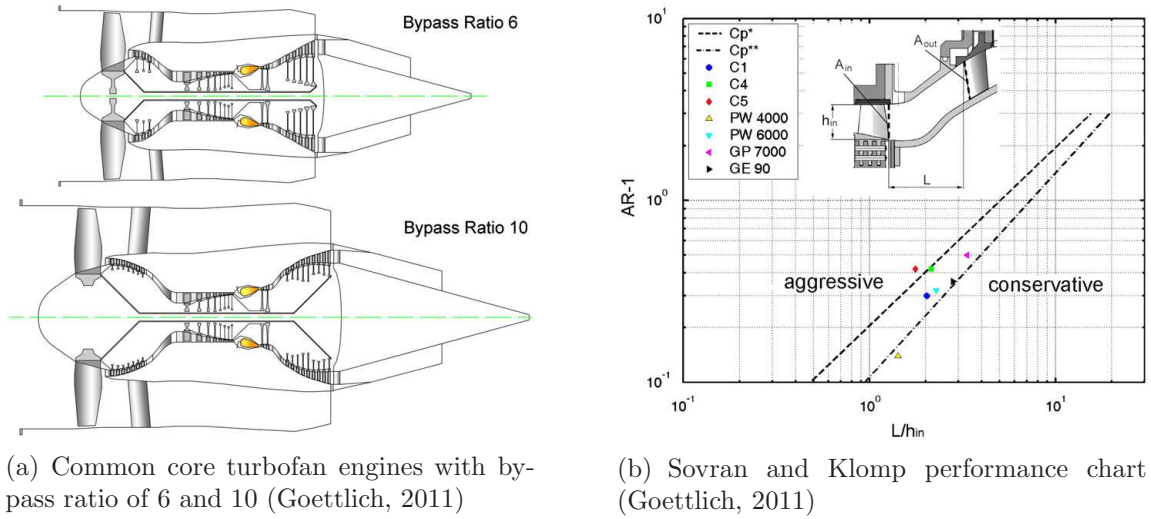 Bypass Ratio 6
Bypass Ratio 10
(a) Common core turbofan engines with by-
pass ratio of 6 and 10 (Goettlich, 2011)
AR-1
10^1
10^0
10^-1
Cp*
Cp**
C1
C4
C5
PW 4000
PW 6000
GP 7000
GE 90
A_in
A_out
h_in
L
aggressive
conservative
10^-1
10^0
10^1
L/h_in
(b) Sovran and Klomp performance chart
(Goettlich, 2011)